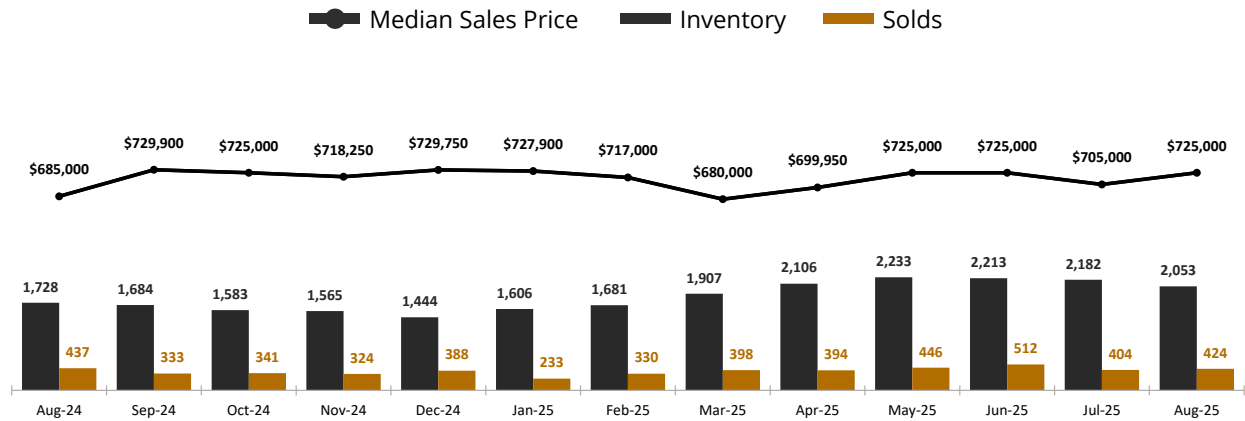 Median Sales Price Inventory Solds
$685,000 $729,900 $725,000 $718,250 $729,750 $727,900 $717,000 $680,000 $699,950 $725,000 $725,000 $705,000 $725,000
1,728 1,684 1,583 1,565 1,444 1,606 1,681 1,907 2,106 2,233 2,213 2,182 2,053
437 333 341 324 388 233 330 398 394 446 512 404 424
Aug-24 Sep-24 Oct-24 Nov-24 Dec-24 Jan-25 Feb-25 Mar-25 Apr-25 May-25 Jun-25 Jul-25 Aug-25